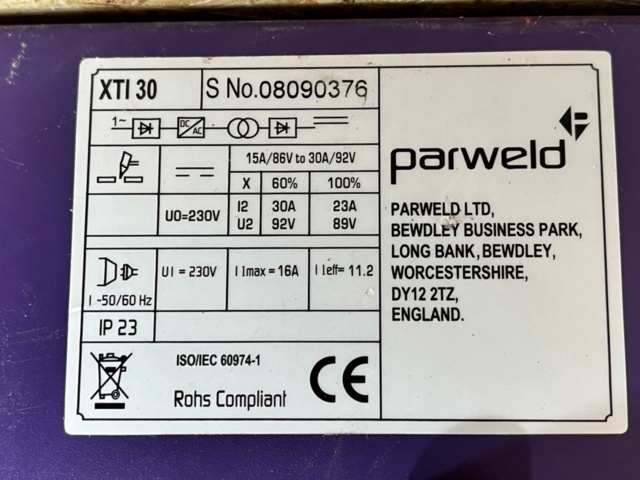 XTI 30
S No.08090376
1~
DC
AC
15A/86V to 30A/92V
X 60% 100%
U0=230V
I2 30A 23A
U2 92V 89V
U1 = 230V
I 1max = 16A
I 1eff= 11.2
I -50/60 Hz
IP 23
ISO/IEC 60974-1
Rohs Compliant
CE
parweld
PARWELD LTD,
BEWDLEY BUSINESS PARK,
LONG BANK, BEWDLEY,
WORCESTERSHIRE,
DY12 2TZ,
ENGLAND.